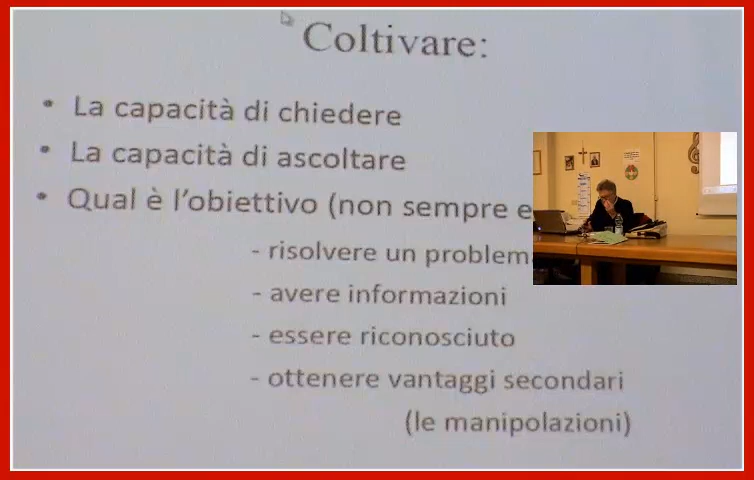 Coltivare:
• La capacità di chiedere
• La capacità di ascoltare
• Qual è l'obiettivo (non sempre e
- risolvere un problem
- avere informazioni
- essere riconosciuto
- ottenere vantaggi secondari
(le manipolazioni)